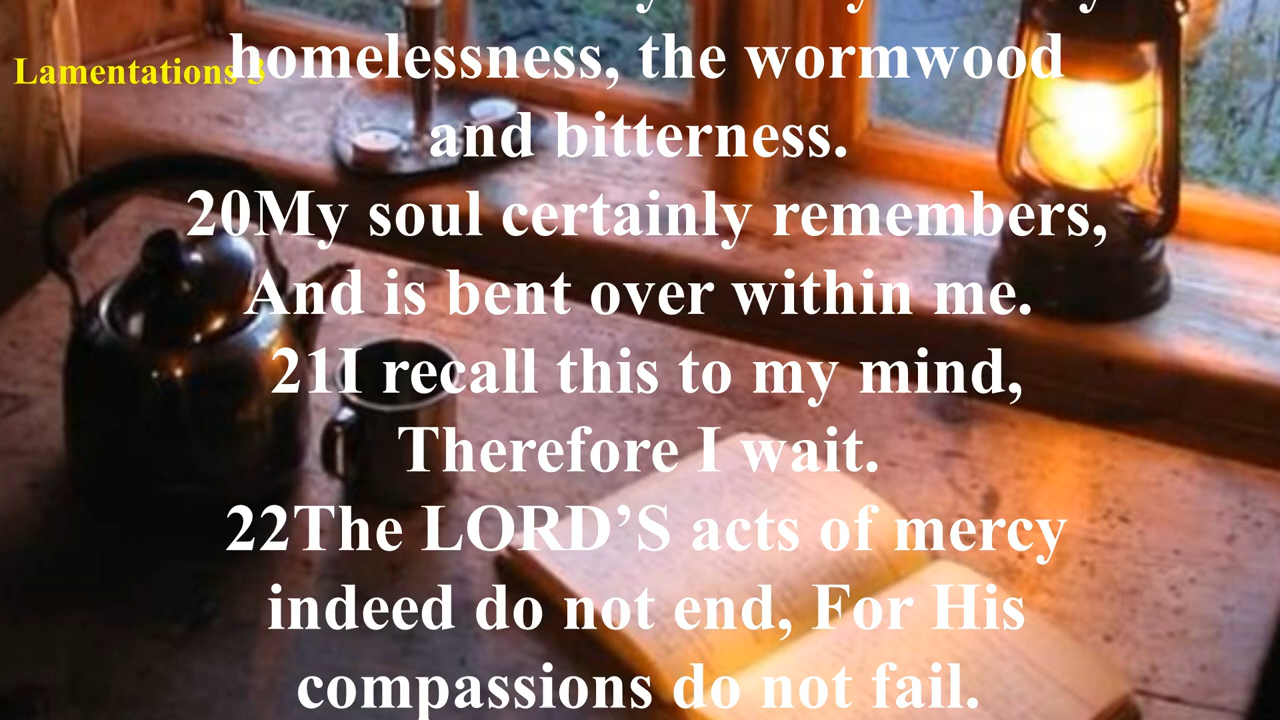 Lamentations 3
homelessness, the wormwood
and bitterness.
20My soul certainly remembers,
And is bent over within me.
21I recall this to my mind,
Therefore I wait.
22The LORD’S acts of mercy
indeed do not end, For His
compassions do not fail.